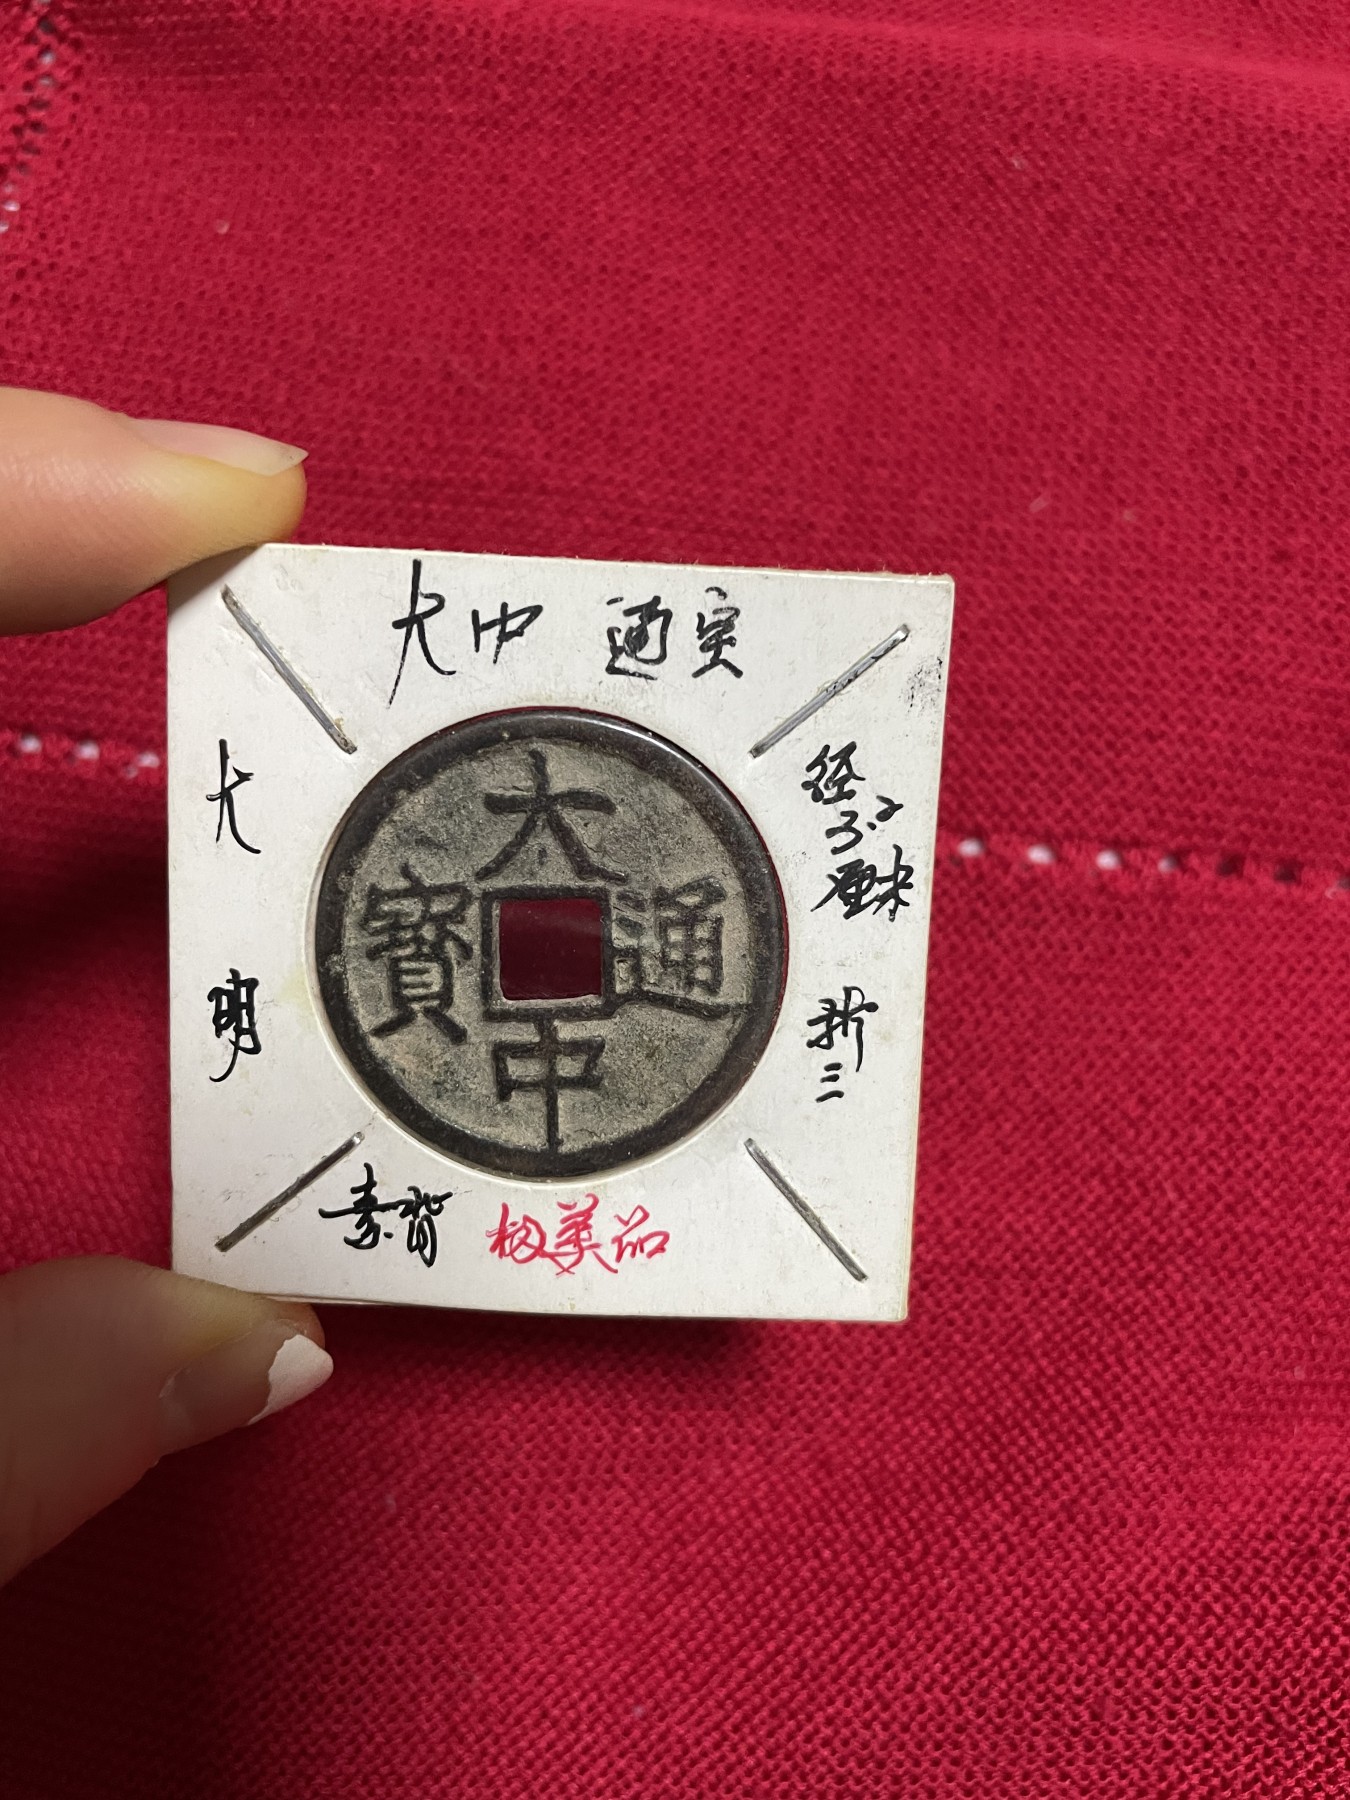 大中 通宝
大明
大中通寳
径3.2厘米
折三
素背 极美品